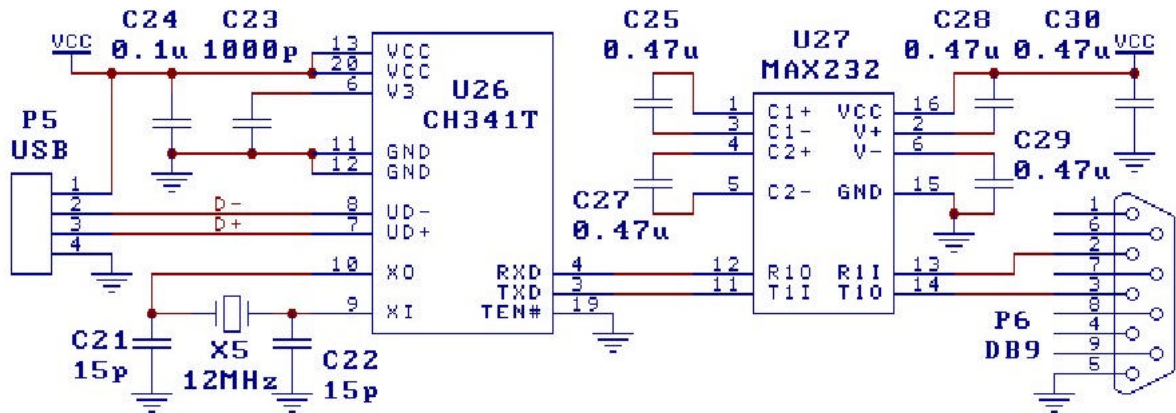 C24
0.1u
C23
1000p
VCC
P5
USB
1
2
3
4
D-
D+
13
20
6
11
12
8
7
10
9
VCC
VCC
V3
GND
GND
UD-
UD+
XO
XI
U26
CH341T
RXD
TXD
TEN#
4
3
19
C21
15p
X5
12MHz
C22
15p
C25
0.47u
C27
0.47u
U27
MAX232
1
3
4
5
12
11
C1+
C1-
C2+
C2-
R1O
T1I
VCC
V+
V-
GND
R1I
T1O
16
2
6
15
13
14
C28
0.47u
C30
0.47u
VCC
C29
0.47u
1
6
2
7
3
8
4
9
5
P6
DB9